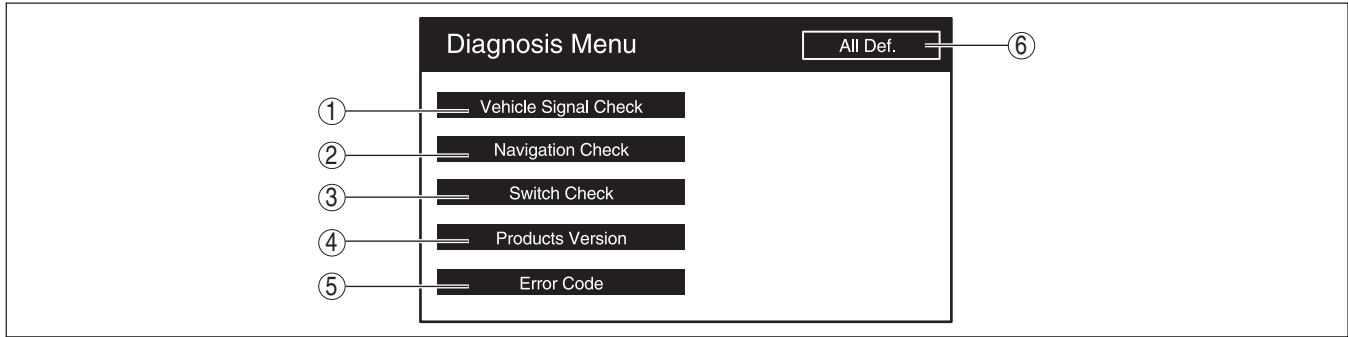 Diagnosis Menu
All Def.
⑥
① Vehicle Signal Check
② Navigation Check
③ Switch Check
④ Products Version
⑤ Error Code